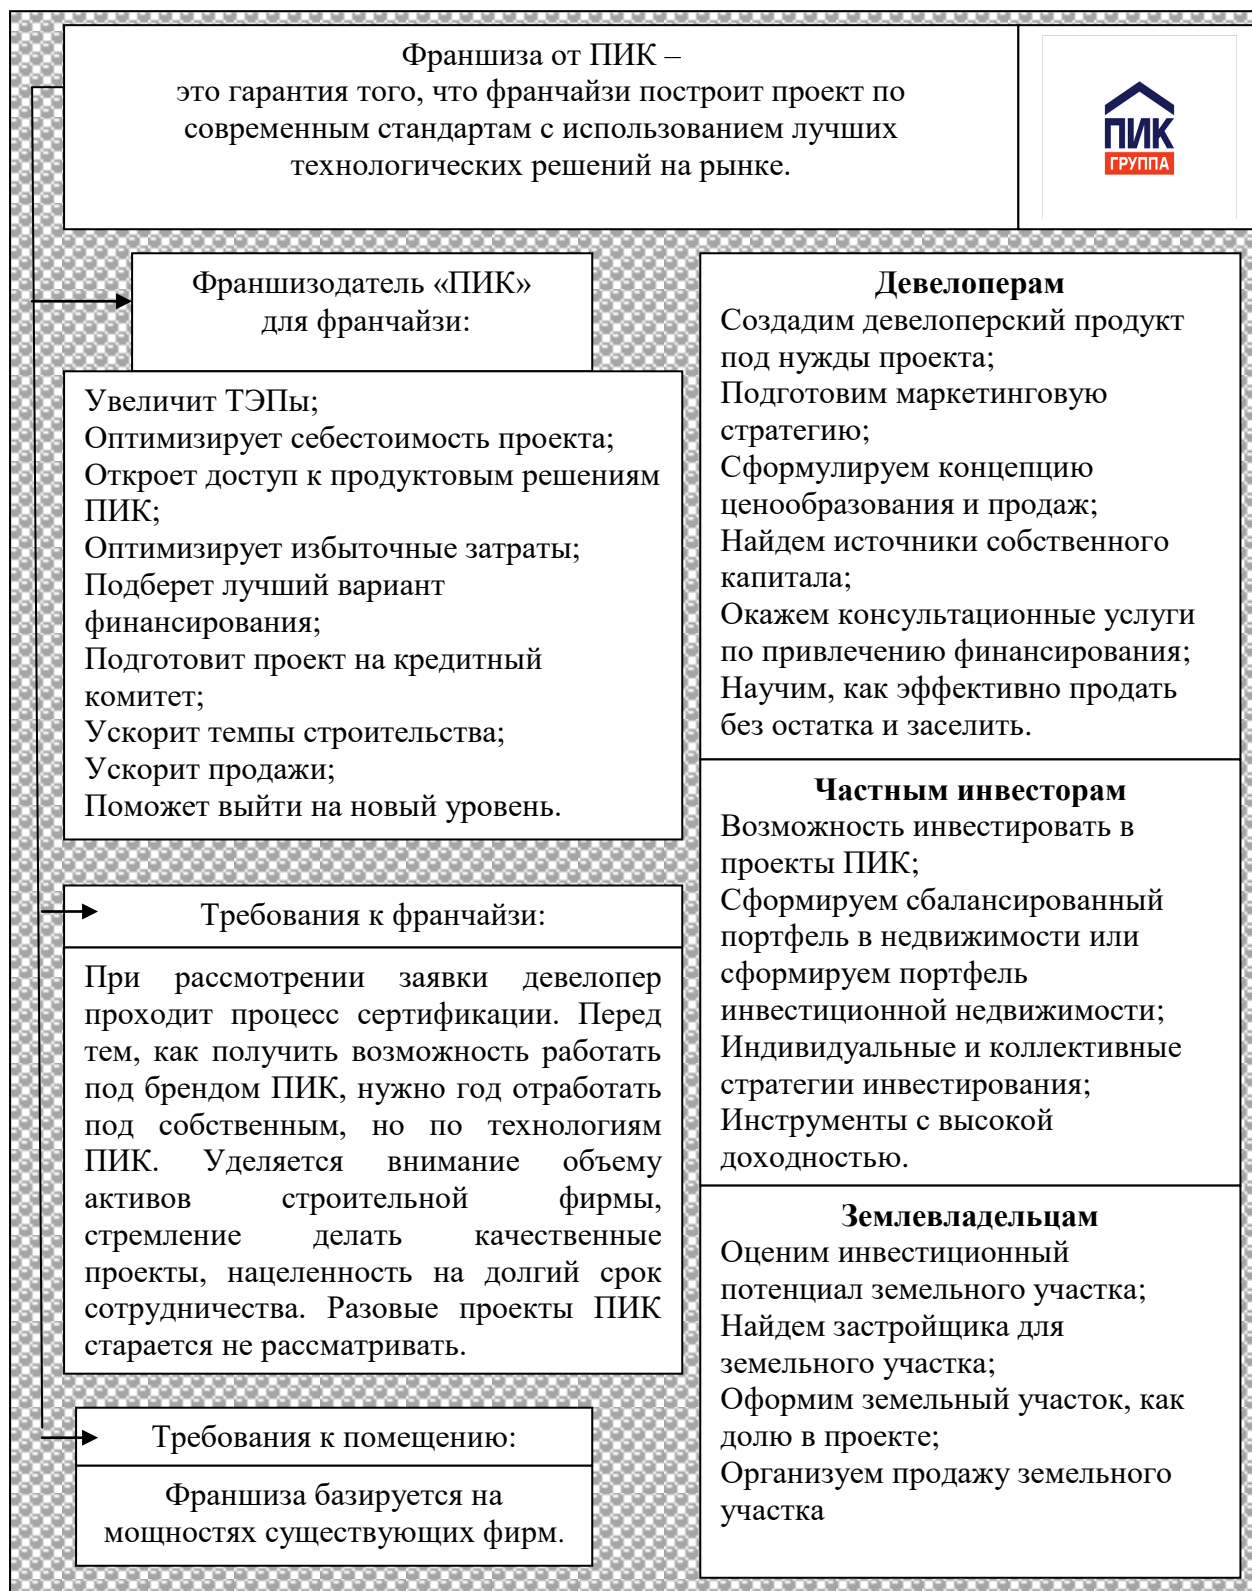 Франшиза от ПИК –
это гарантия того, что франчайзи построит проект по
современным стандартам с использованием лучших
технологических решений на рынке.
ПИК
ГРУППА
Франшизодатель «ПИК»
для франчайзи:
Увеличит ТЭПы;
Оптимизирует себестоимость проекта;
Откроет доступ к продуктовым решениям
ПИК;
Оптимизирует избыточные затраты;
Подберет лучший вариант
финансирования;
Подготовит проект на кредитный
комитет;
Ускорит темпы строительства;
Ускорит продажи;
Поможет выйти на новый уровень.
Требования к франчайзи:
При рассмотрении заявки девелопер
проходит процесс сертификации. Перед
тем, как получить возможность работать
под брендом ПИК, нужно год отработать
под собственным, но по технологиям
ПИК. Уделяется внимание объему
активов строительной фирмы,
стремление делать качественные
проекты, нацеленность на долгий срок
сотрудничества. Разовые проекты ПИК
старается не рассматривать.
Требования к помещению:
Франшиза базируется на
мощностях существующих фирм.
Девелоперам
Создадим девелоперский продукт
под нужды проекта;
Подготовим маркетинговую
стратегию;
Сформулируем концепцию
ценообразования и продаж;
Найдем источники собственного
капитала;
Окажем консультационные услуги
по привлечению финансирования;
Научим, как эффективно продать
без остатка и заселить.
Частным инвесторам
Возможность инвестировать в
проекты ПИК;
Сформируем сбалансированный
портфель в недвижимости или
сформируем портфель
инвестиционной недвижимости;
Индивидуальные и коллективные
стратегии инвестирования;
Инструменты с высокой
доходностью.
Землевладельцам
Оценим инвестиционный
потенциал земельного участка;
Найдем застройщика для
земельного участка;
Оформим земельный участок, как
долю в проекте;
Организуем продажу земельного
участка